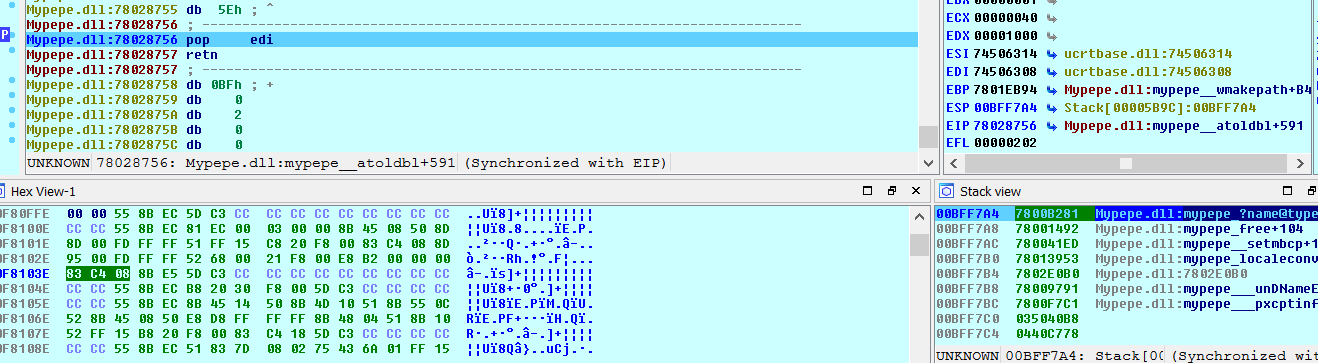 Mypepe.dll:78028755 db 5Eh ; ^
Mypepe.dll:78028756 ; ---------------------------------------------------------------------------
Mypepe.dll:78028756 pop edi
Mypepe.dll:78028757 retn
Mypepe.dll:78028757 ; ---------------------------------------------------------------------------
Mypepe.dll:78028758 db 0BFh ; +
Mypepe.dll:78028759 db 0
Mypepe.dll:7802875A db 2
Mypepe.dll:7802875B db 0
Mypepe.dll:7802875C db 0
UNKNOWN 78028756: Mypepe.dll:mypepe__atoldbl+591 (Synchronized with EIP)
ECX 00000040
EDX 00001000
ESI 74506314 ucrtbase.dll:74506314
EDI 74506308 ucrtbase.dll:74506308
EBP 7801EB94 Mypepe.dll:mypepe__wmakepath+B4
ESP 00BFF7A4 Stack[00005B9C]:00BFF7A4
EIP 78028756 Mypepe.dll:mypepe__atoldbl+591
EFL 00000202
Hex View-1
0F80FFE 00 00 55 8B EC 5D C3 CC CC CC CC CC CC CC CC CC
0F8100E CC CC 55 8B EC 81 EC 00 03 00 00 8B 45 08 50 8D
0F8101E 8D 00 FD FF FF 51 FF 15 C8 20 F8 00 83 C4 08 8D
0F8102E 95 00 FD FF FF 52 68 00 21 F8 00 E8 B2 00 00 00
0F8103E 83 C4 08 8B E5 5D C3 CC CC CC CC CC CC CC CC CC
0F8104E CC CC 55 8B EC B8 20 30 F8 00 5D C3 CC CC CC CC
0F8105E CC CC 55 8B EC 8B 45 14 50 8B 4D 10 51 8B 55 0C
0F8106E 52 8B 45 08 50 E8 D8 FF FF FF 8B 48 04 51 8B 10
0F8107E 52 FF 15 B8 20 F8 00 83 C4 18 5D C3 CC CC CC CC
0F8108E CC CC 55 8B EC 51 83 7D 08 02 75 43 6A 01 FF 15
Stack view
00BFF7A4 7800B281 Mypepe.dll:mypepe_?name@type
00BFF7A8 78001492 mypepe_free+104
00BFF7AC 780041ED Mypepe.dll:mypepe__setmbcp+1
00BFF7B0 78013953 mypepe_localeconv
00BFF7B4 7802E0B0 Mypepe.dll:7802E0B0
00BFF7B8 78009791 Mypepe.dll:mypepe___unDNameE
00BFF7BC 7800F7C1 Mypepe.dll:mypepe__pxcptinf
00BFF7C0 035040B8
00BFF7C4 0440C778
UNKNOWN 00BFF7A4: Stack[00 (Synchronized wi